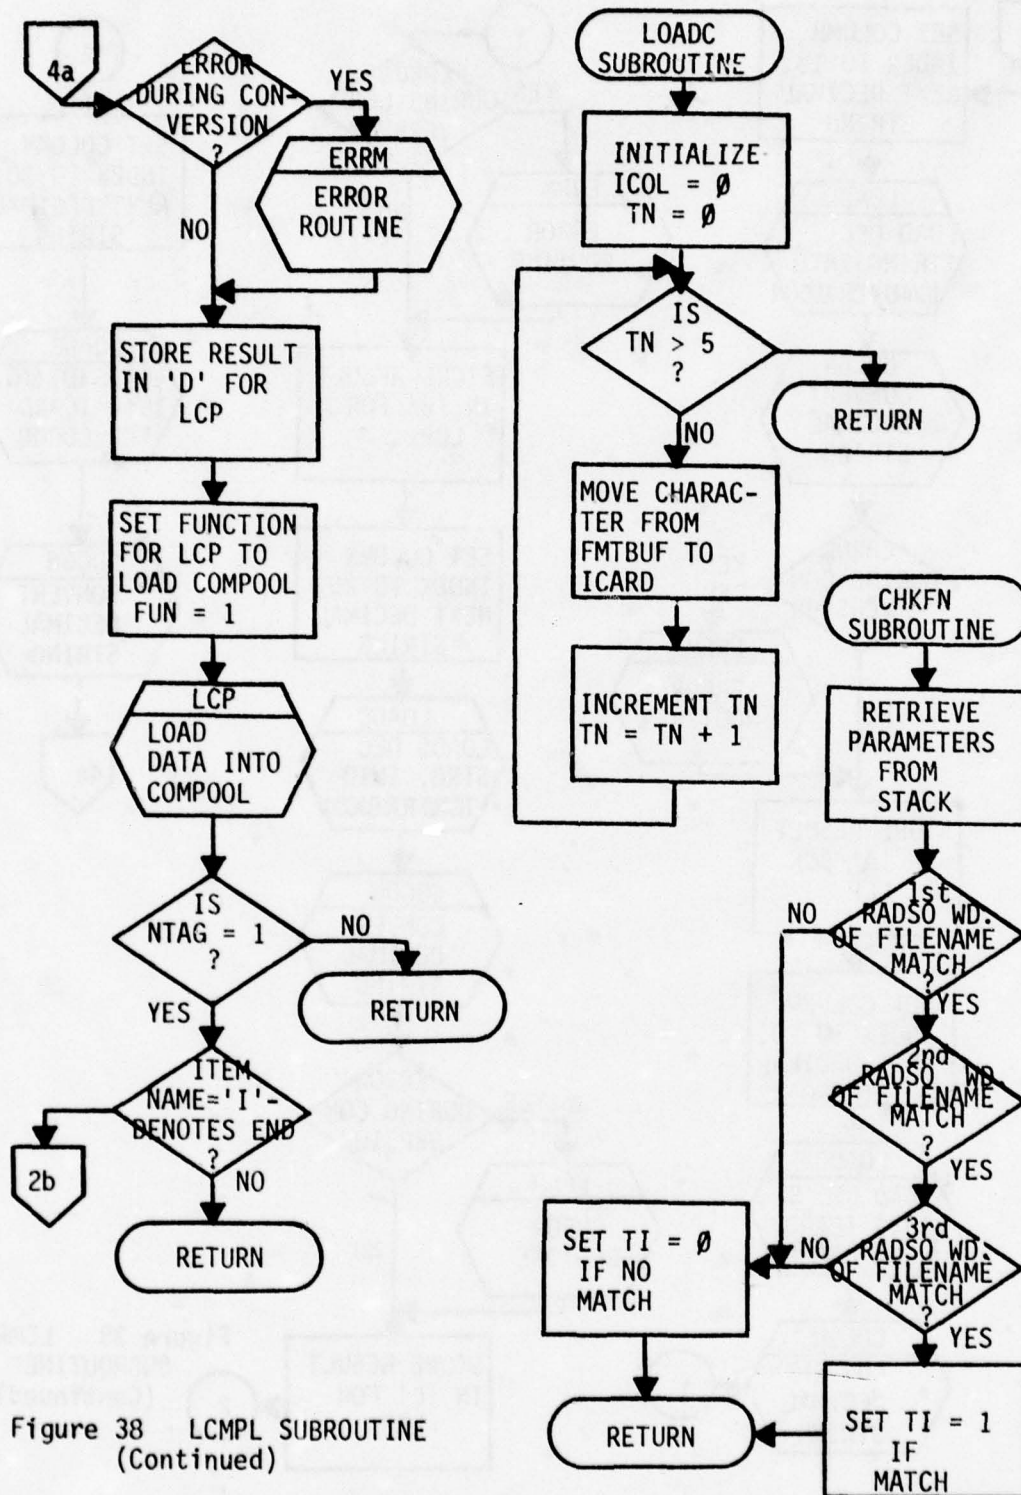 4a
ERROR
DURING CON-
VERSION
?
YES
NO
ERRM
ERROR
ROUTINE
STORE RESULT
IN 'D' FOR
LCP
SET FUNCTION
FOR LCP TO
LOAD COMPOOL
FUN = 1
LCP
LOAD
DATA INTO
COMPOOL
IS
NTAG = 1
?
NO
RETURN
YES
ITEM
NAME='I'-
DENOTES END
?
2b
NO
RETURN
LOADC
SUBROUTINE
INITIALIZE
ICOL = Ø
TN = Ø
IS
TN > 5
?
RETURN
NO
MOVE CHARAC-
TER FROM
FMTBUF TO
ICARD
INCREMENT TN
TN = TN + 1
CHKFN
SUBROUTINE
RETRIEVE
PARAMETERS
FROM
STACK
1st
RADSO WD.
OF FILENAME
MATCH
?
NO
YES
2nd
RADSO WD.
OF FILENAME
MATCH
?
YES
3rd
RADSO WD.
OF FILENAME
MATCH
?
NO
YES
SET TI = Ø
IF NO
MATCH
SET TI = 1
IF
MATCH
RETURN
Figure 38 LCMPL SUBROUTINE
(Continued)